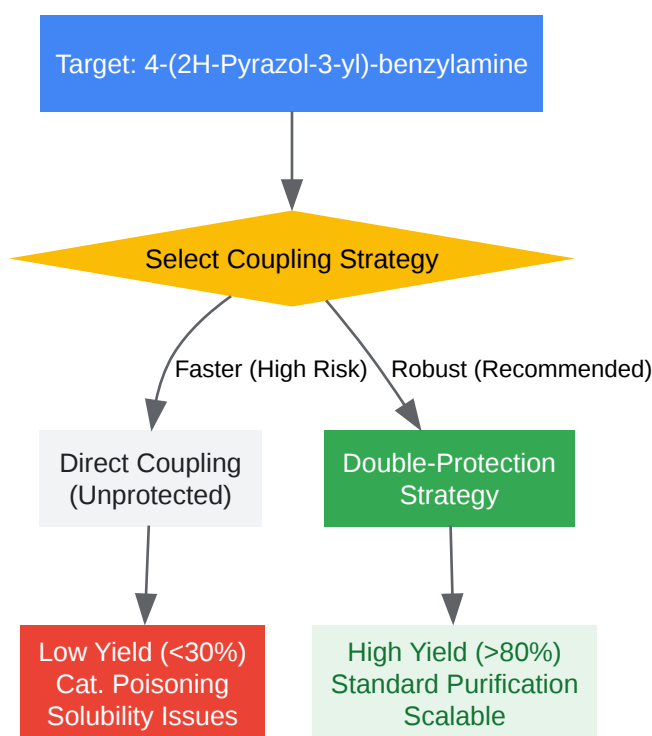 Target: 4-(2H-Pyrazol-3-yl)-benzylamine
Select Coupling Strategy
Faster (High Risk)
Robust (Recommended)
Direct Coupling
(Unprotected)
Double-Protection
Strategy
Low Yield (<30%)
Cat. Poisoning
Solubility Issues
High Yield (>80%)
Standard Purification
Scalable